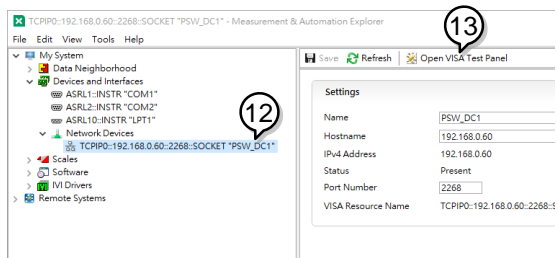 TCPIP0::192.168.0.60::2268::SOCKET "PSW_DC1" - Measurement & Automation Explorer
File Edit View Tools Help
My System
Data Neighborhood
Devices and Interfaces
ASRL1::INSTR "COM1"
ASRL2::INSTR "COM2"
ASRL10::INSTR "LPT1"
Network Devices
TCPIP0::192.168.0.60::2268::SOCKET "PSW_DC1"
Scales
Software
IVI Drivers
Remote Systems
12
13
Save Refresh Open VISA Test Panel
Settings
Name PSW_DC1
Hostname 192.168.0.60
IPv4 Address 192.168.0.60
Status Present
Port Number 2268
VISA Resource Name TCPIP0::192.168.0.60::2268::S